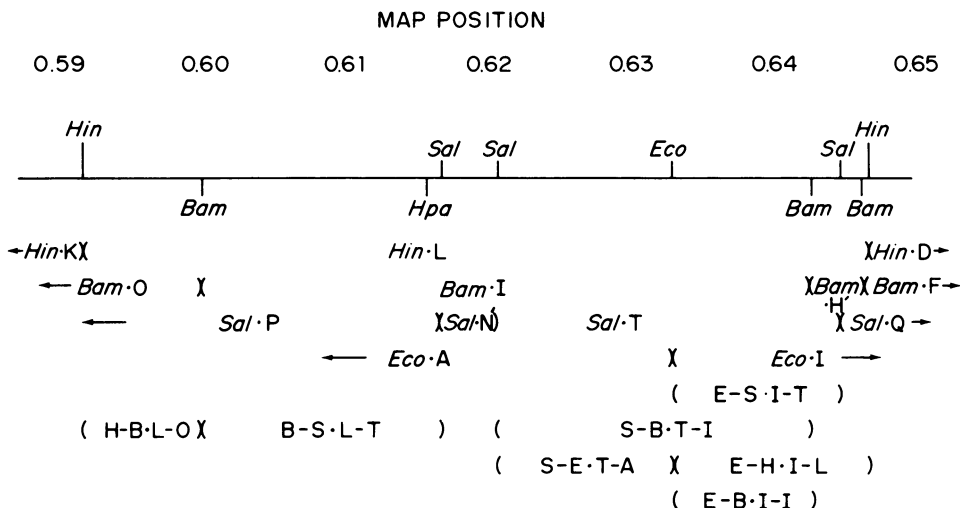 MAP POSITION
0.59 0.60 0.61 0.62 0.63 0.64 0.65
Hin Hin
Sal Sal Eco Sal
Bam Hpa Bam Bam
←Hin·K)( Hin·L )(Hin·D→
← Bam·O )( Bam·I )(Bam)( Bam·F→
·H′
← Sal·P )(Sal·N′) Sal·T )( Sal·Q →
← Eco·A )( Eco·I →
( E-S·I-T )
( H-B·L-O)( B-S·L-T ) ( S-B·T-I )
( S-E·T-A )( E-H·I-L )
( E-B·I-I )